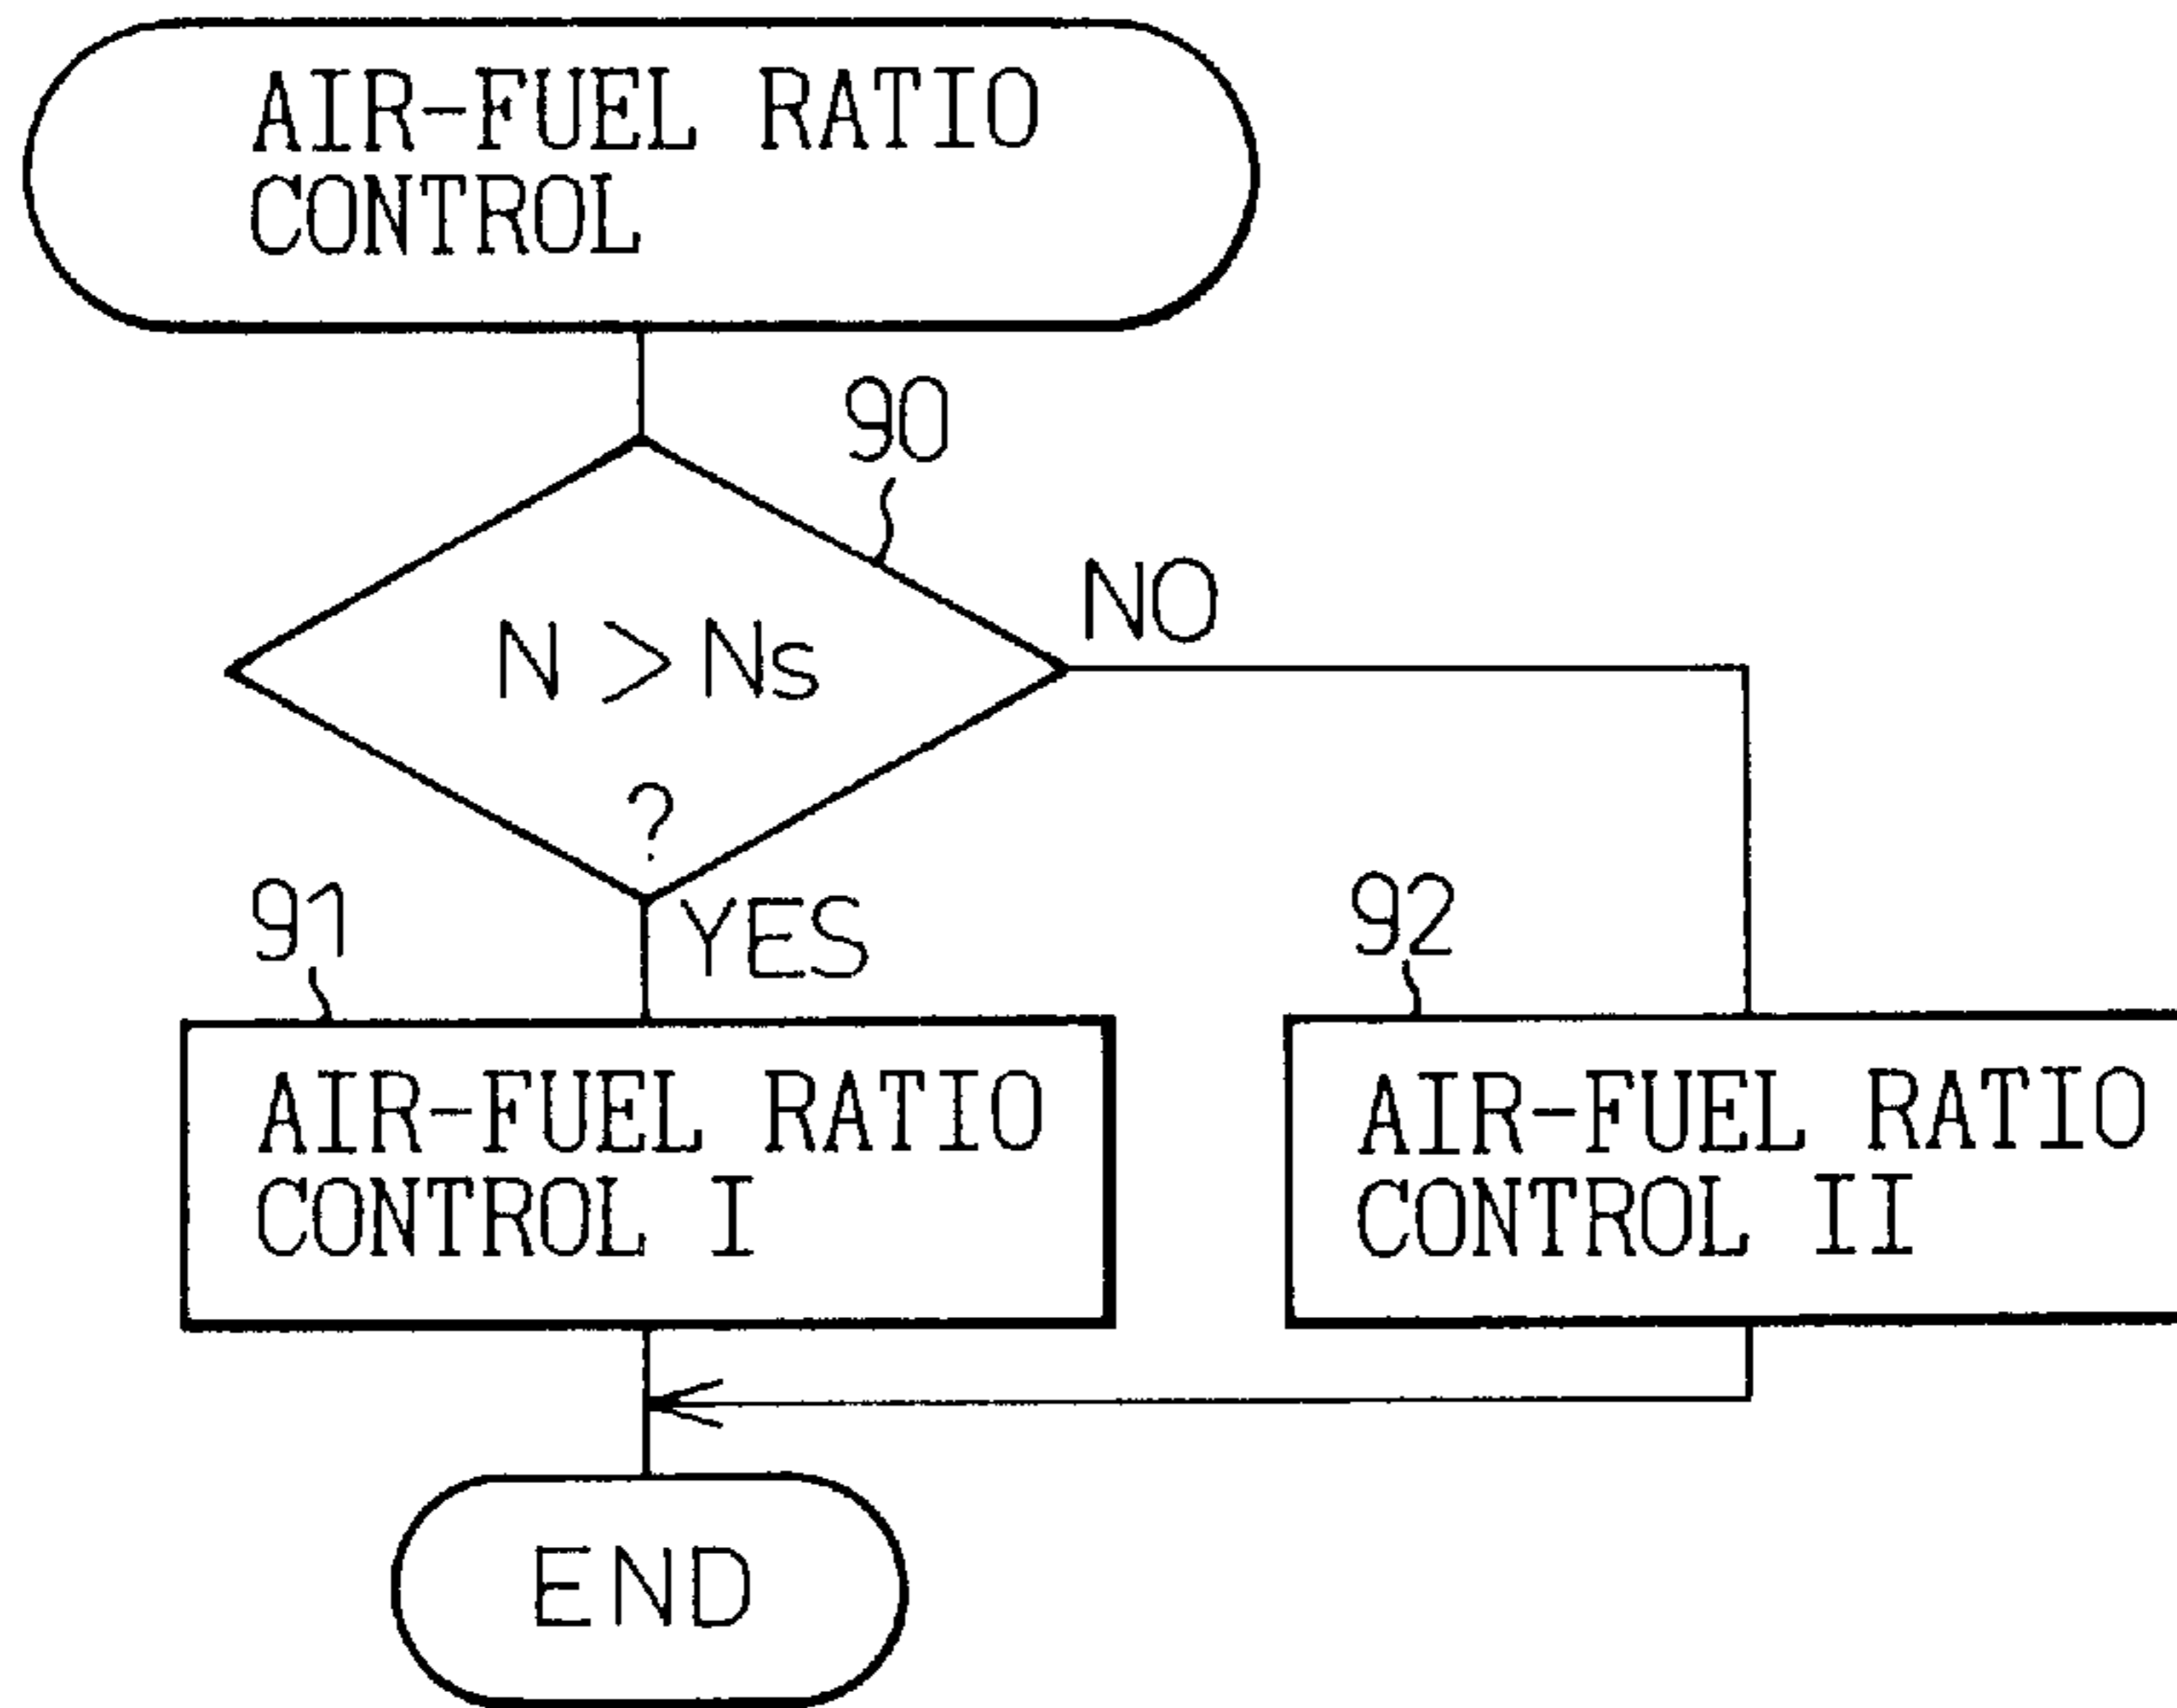 AIR-FUEL RATIO
CONTROL
90
N > Ns
?
NO
YES
91
AIR-FUEL RATIO
CONTROL I
92
AIR-FUEL RATIO
CONTROL II
END